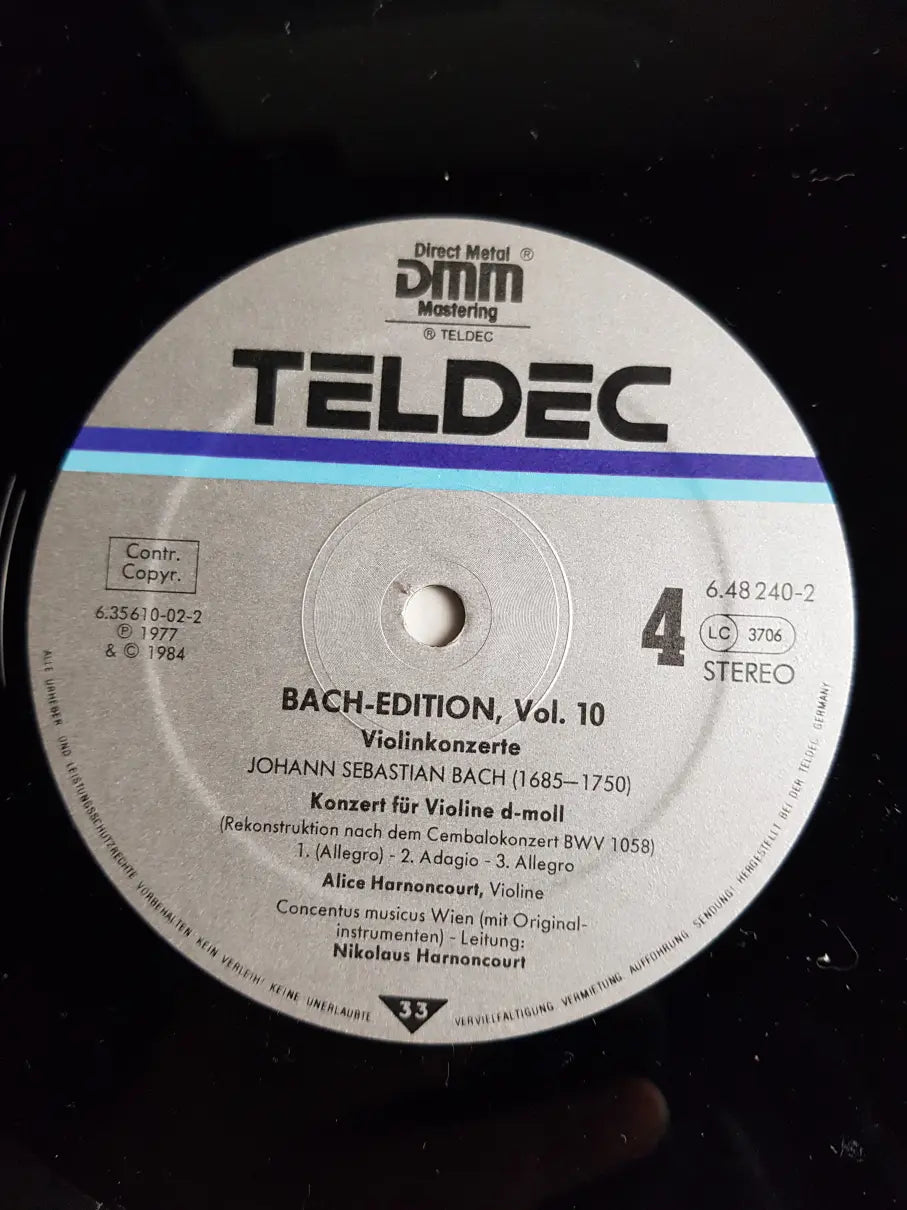 Direct Metal ®
DMM
Mastering
® TELDEC
TELDEC
Contr.
Copyr.
6.35610-02-2
℗ 1977
& © 1984
4
6.48 240-2
LC 3706
STEREO
BACH-EDITION, Vol. 10
Violinkonzerte
JOHANN SEBASTIAN BACH (1685–1750)
Konzert für Violine d-moll
(Rekonstruktion nach dem Cembalokonzert BWV 1058)
1. (Allegro) - 2. Adagio - 3. Allegro
Alice Harnoncourt, Violine
Concentus musicus Wien (mit Original-
instrumenten) - Leitung:
Nikolaus Harnoncourt
33
ALLE URHEBER UND LEISTUNGSSCHUTZRECHTE VORBEHALTEN KEIN VERLEIH! KEINE UNERLAUBTE VERVIELFÄLTIGUNG VERMIETUNG AUFFÜHRUNG SENDUNG! HERGESTELLT BEI DER TELDEC GERMANY